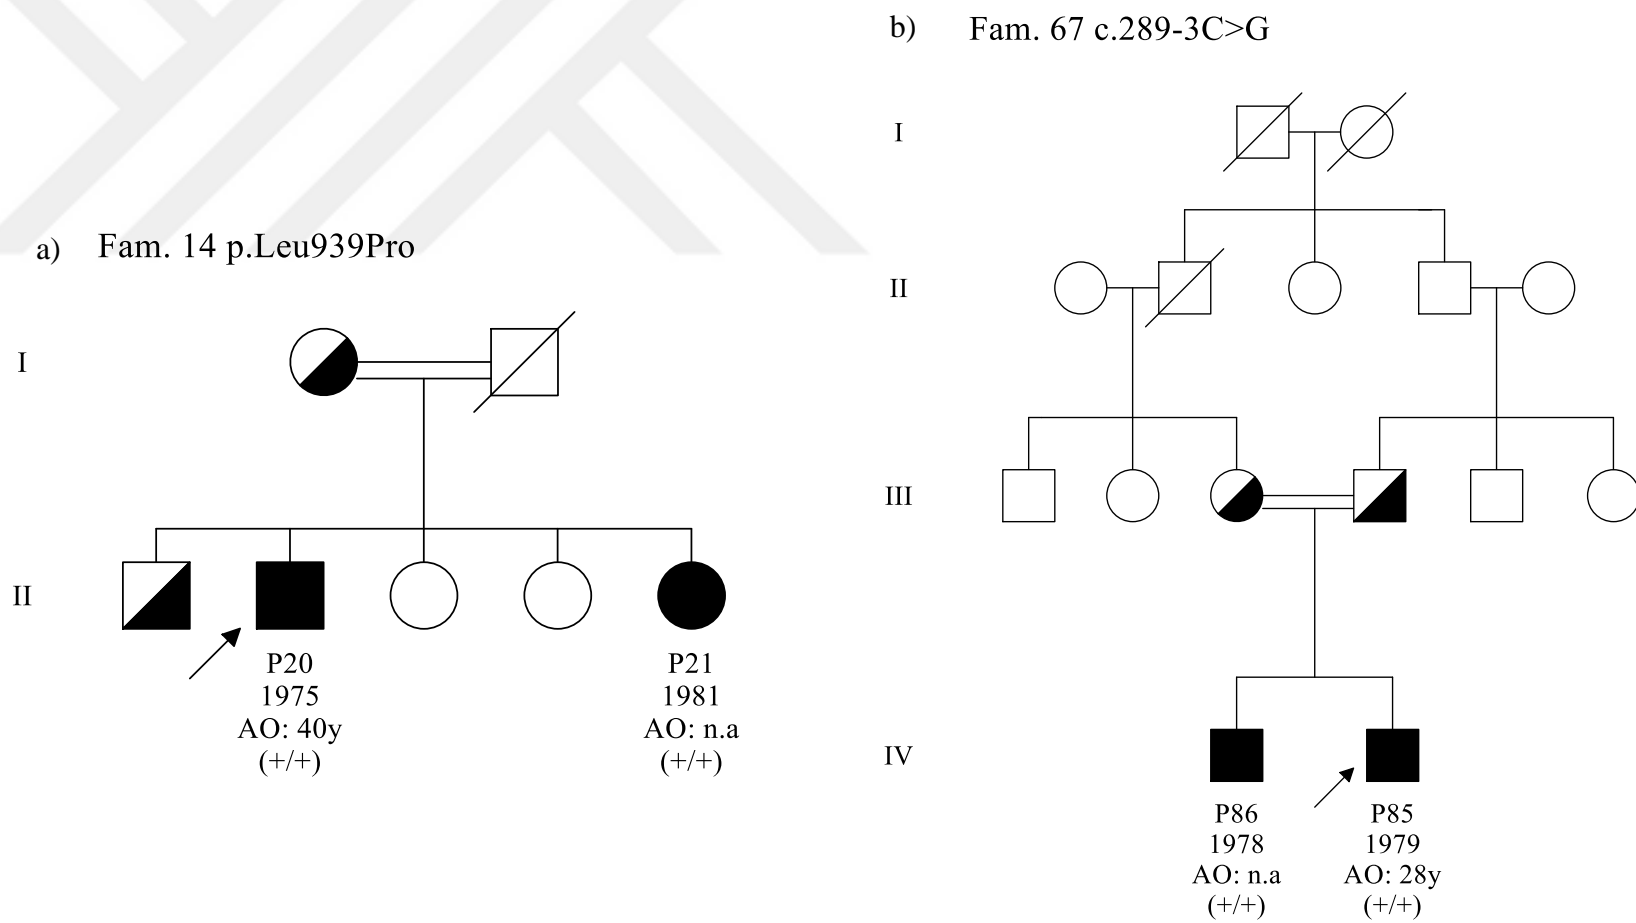 a) Fam. 14 p.Leu939Pro
I
II
P20
1975
AO: 40y
(+/+)
P21
1981
AO: n.a
(+/+)
b) Fam. 67 c.289-3C>G
I
II
III
IV
P86
1978
AO: n.a
(+/+)
P85
1979
AO: 28y
(+/+)